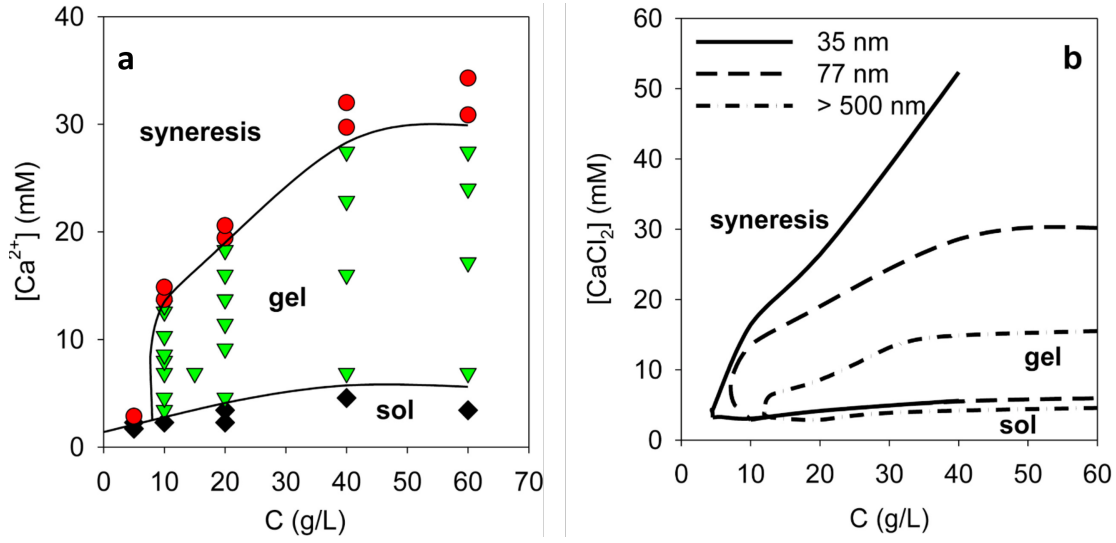 a
[Ca²⁺] (mM)
40
30
20
10
0
syneresis
gel
sol
0 10 20 30 40 50 60 70
C (g/L)
b
[CaCl₂] (mM)
60
50
40
30
20
10
0
35 nm
77 nm
> 500 nm
syneresis
gel
sol
0 10 20 30 40 50 60
C (g/L)